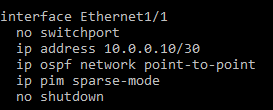 interface Ethernet1/1
  no switchport
  ip address 10.0.0.10/30
  ip ospf network point-to-point
  ip pim sparse-mode
  no shutdown